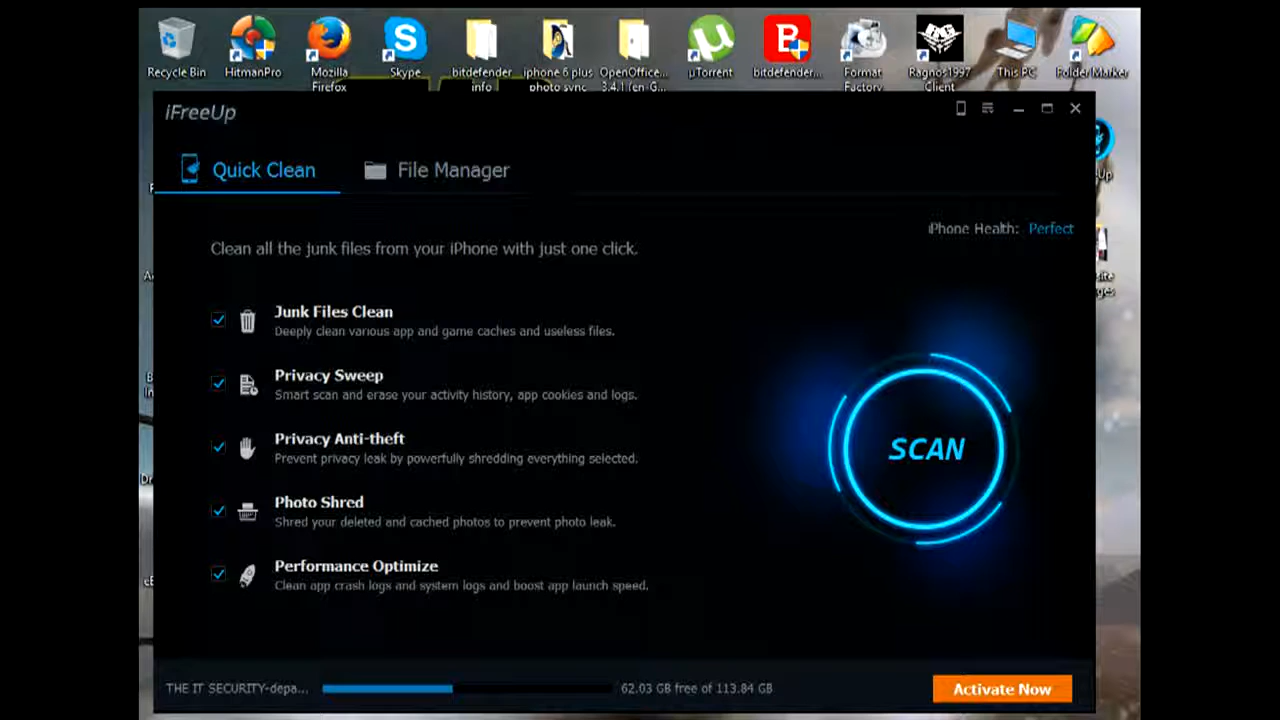 Recycle Bin
HitmanPro
Mozilla
Firefox
Skype
bitdefender
info
iphone 6 plus
photo sync
OpenOffice...
3.4.1 (en-G...
µTorrent
bitdefender...
Format
Factory
Ragnos1997
Client
This PC
Folder Marker
iFreeUp
Quick Clean
File Manager
iPhone Health: Perfect
Clean all the junk files from your iPhone with just one click.
Junk Files Clean
Deeply clean various app and game caches and useless files.
Privacy Sweep
Smart scan and erase your activity history, app cookies and logs.
Privacy Anti-theft
Prevent privacy leak by powerfully shredding everything selected.
Photo Shred
Shred your deleted and cached photos to prevent photo leak.
Performance Optimize
Clean app crash logs and system logs and boost app launch speed.
SCAN
THE IT SECURITY-depa...
62.03 GB free of 113.84 GB
Activate Now